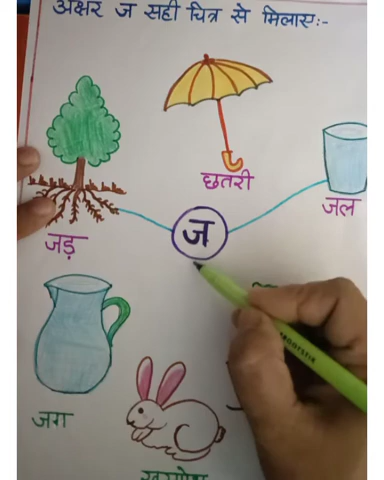 अक्षर ज सही चित्र से मिलाए:-
छतरी
जल
ज
जड़
जग